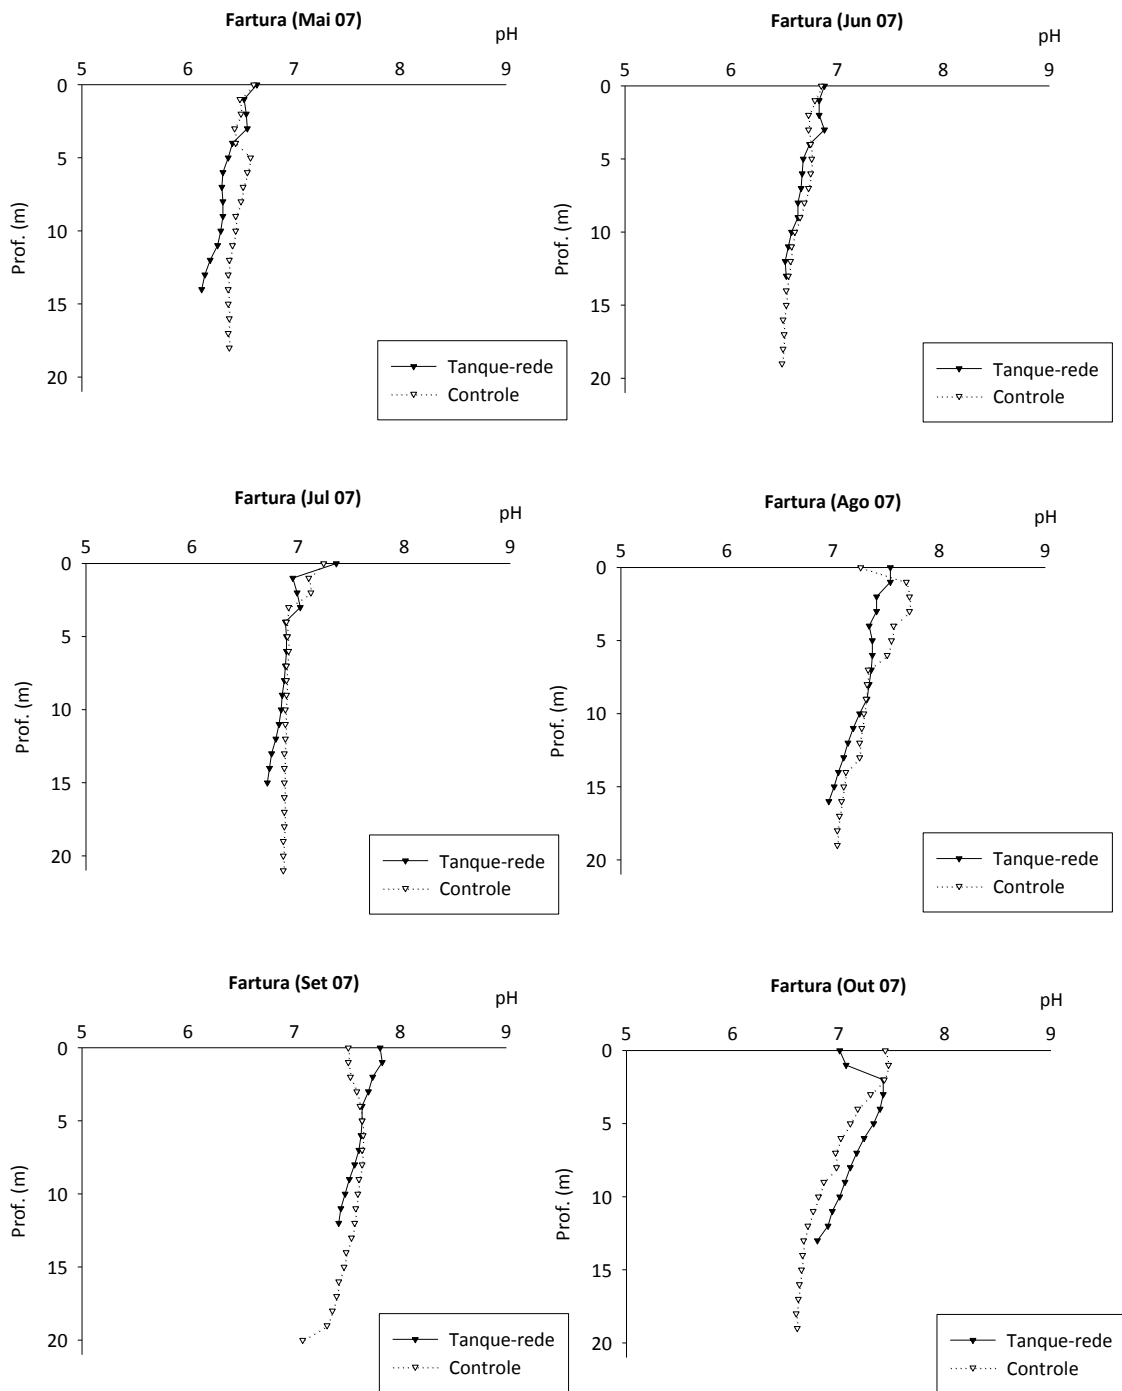 Fartura (Mai 07)
pH
5 6 7 8 9
0
5
10
15
20
Prof. (m)
Tanque-rede
Controle
Fartura (Jun 07)
pH
5 6 7 8 9
0
5
10
15
20
Prof. (m)
Tanque-rede
Controle
Fartura (Jul 07)
pH
5 6 7 8 9
0
5
10
15
20
Prof. (m)
Tanque-rede
Controle
Fartura (Ago 07)
pH
5 6 7 8 9
0
5
10
15
20
Prof. (m)
Tanque-rede
Controle
Fartura (Set 07)
pH
5 6 7 8 9
0
5
10
15
20
Prof. (m)
Tanque-rede
Controle
Fartura (Out 07)
pH
5 6 7 8 9
0
5
10
15
20
Prof. (m)
Tanque-rede
Controle